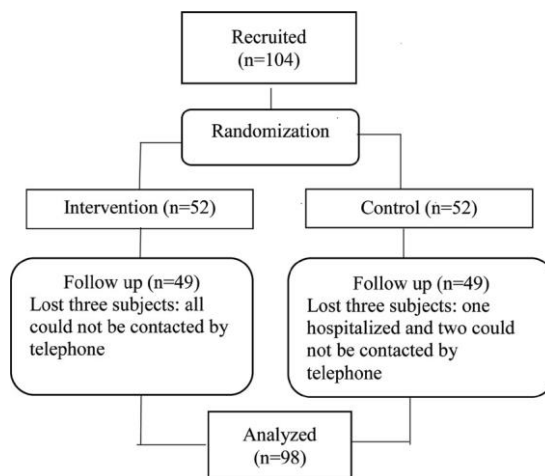 Recruited
(n=104)
Randomization
Intervention (n=52)
Control (n=52)
Follow up (n=49)
Lost three subjects: all
could not be contacted by
telephone
Follow up (n=49)
Lost three subjects: one
hospitalized and two could
not be contacted by
telephone
Analyzed
(n=98)